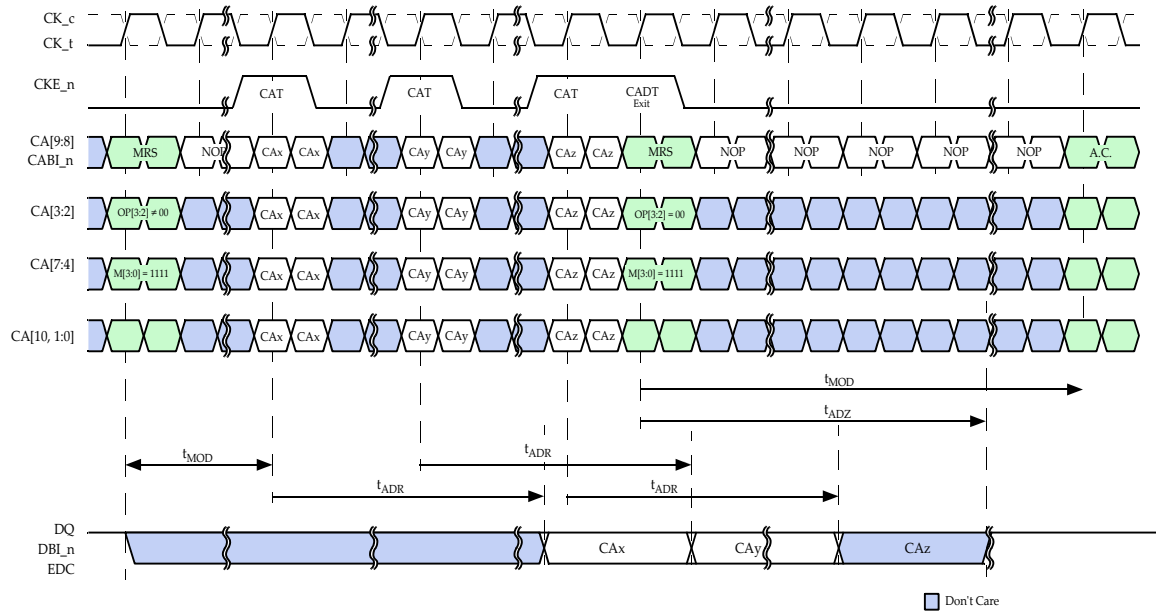 CK_c
CK_t
CKE_n
CAT
CAT
CAT
CADT
Exit
CA[9:8]
CABI_n
MRS
NOP
CAx
CAx
CAy
CAy
CAz
CAz
MRS
NOP
NOP
NOP
NOP
NOP
A.C.
CA[3:2]
OP[3:2] ≠ 00
CAx
CAx
CAy
CAy
CAz
CAz
OP[3:2] = 00
CA[7:4]
M[3:0] = 1111
CAx
CAx
CAy
CAy
CAz
CAz
M[3:0] = 1111
CA[10, 1:0]
CAx
CAx
CAy
CAy
CAz
CAz
tMOD
tADZ
tMOD
tADR
tADR
tADR
DQ
DBI_n
EDC
CAx
CAy
CAz
Don't Care